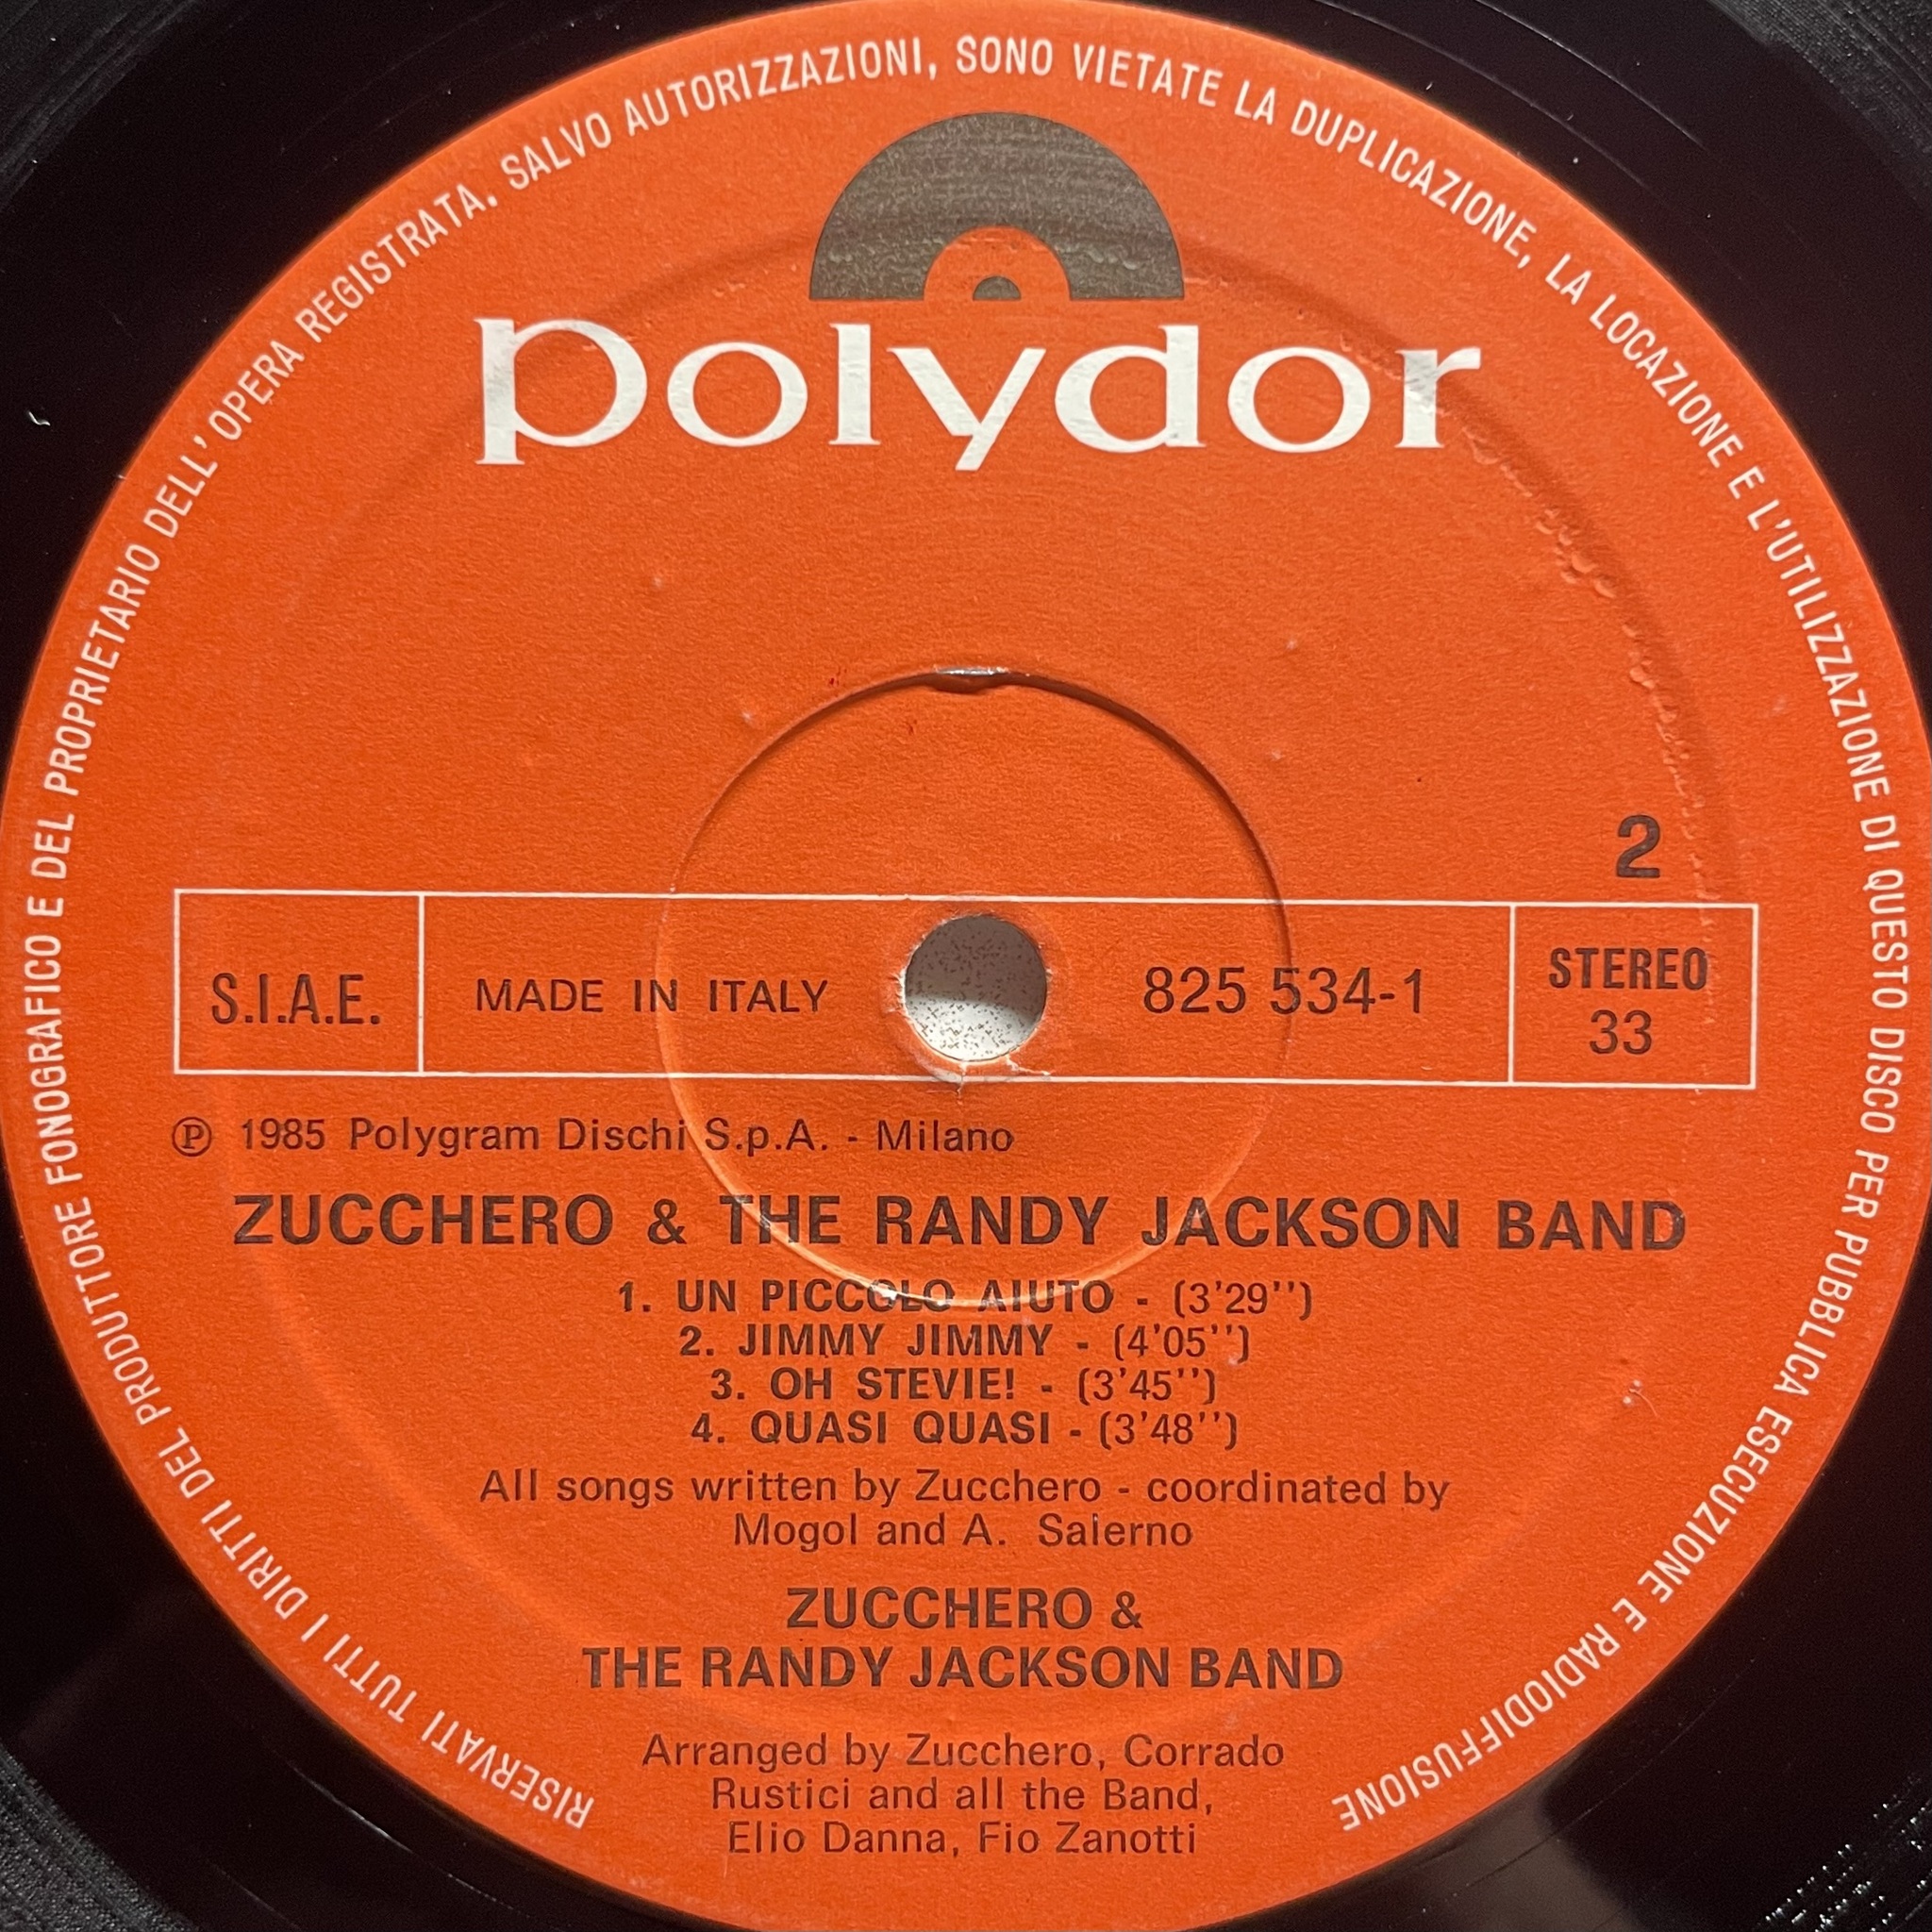 RISERVATI TUTTI I DIRITTI DEL PRODUTTORE FONOGRAFICO E DEL PROPRIETARIO DELL' OPERA REGISTRATA. SALVO AUTORIZZAZIONI, SONO VIETATE LA DUPLICAZIONE, LA LOCAZIONE E L'UTILIZZAZIONE DI QUESTO DISCO PER PUBBLICA ESECUZIONE E RADIODIFFUSIONE
polydor
2
S.I.A.E. MADE IN ITALY 825 534-1 STEREO
33
℗ 1985 Polygram Dischi S.p.A. - Milano
ZUCCHERO & THE RANDY JACKSON BAND
1. UN PICCOLO AIUTO - (3'29'')
2. JIMMY JIMMY - (4'05'')
3. OH STEVIE! - (3'45'')
4. QUASI QUASI - (3'48'')
All songs written by Zucchero - coordinated by
Mogol and A. Salerno
ZUCCHERO &
THE RANDY JACKSON BAND
Arranged by Zucchero, Corrado
Rustici and all the Band,
Elio Danna, Fio Zanotti